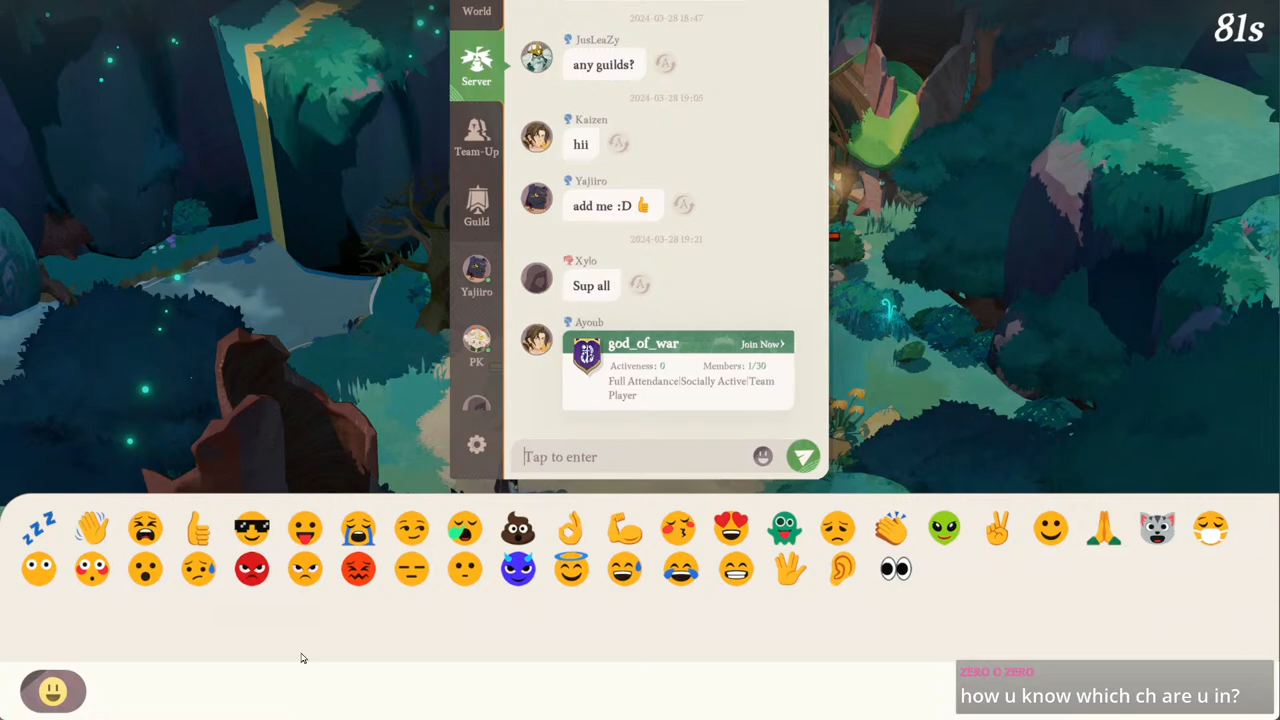 World
2024-03-28 18:47
81s
JusLeaZy
any guilds?
Server
2024-03-28 19:05
Kaizen
hii
Team-Up
Yajiiro
add me :D 👍
Guild
2024-03-28 19:21
Xylo
Sup all
Yajiiro
Ayoub
god_of_war
Join Now›
PK
Activeness: 0
Members: 1/30
Full Attendance|Socially Active|Team
Player
Tap to enter
ZERO O ZERO
how u know which ch are u in?